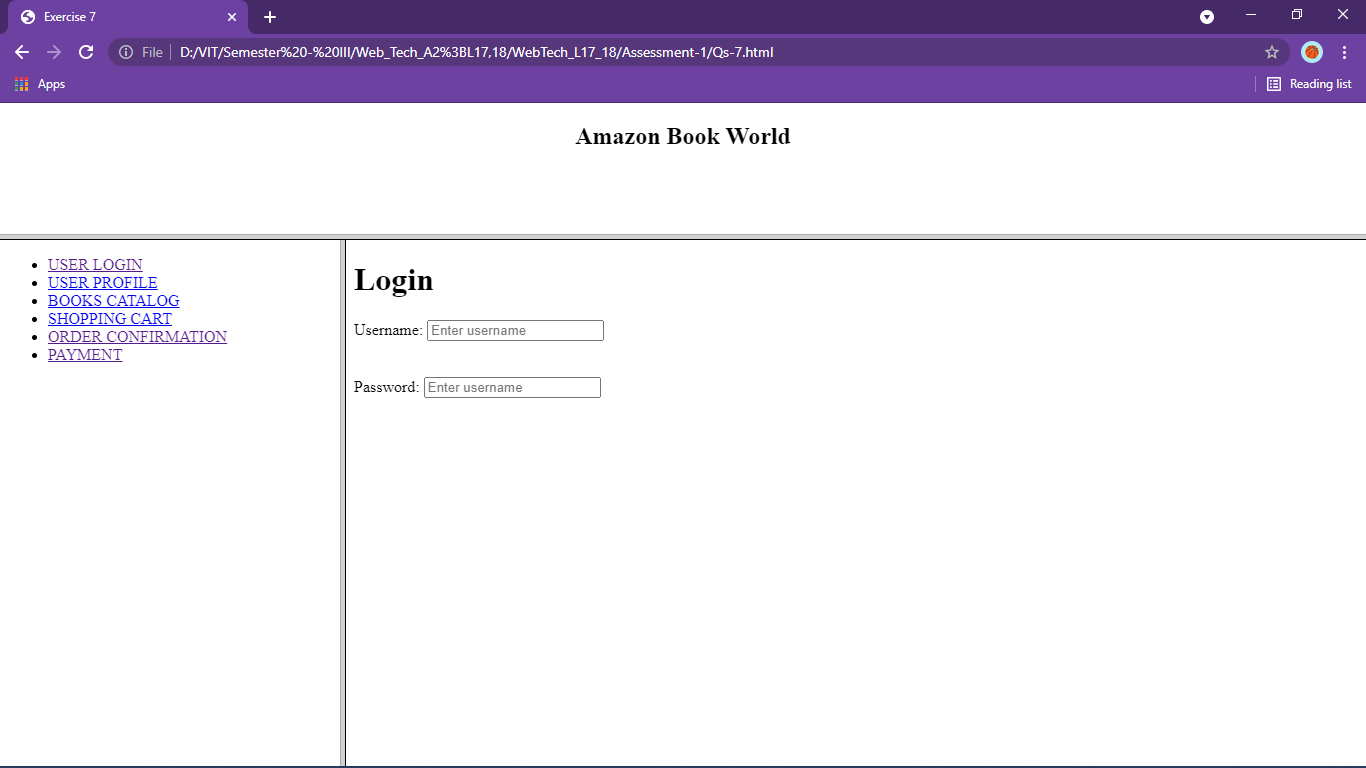 Exercise 7
File D:/VIT/Semester%20-%20III/Web_Tech_A2%3BL17,18/WebTech_L17_18/Assessment-1/Qs-7.html
Apps
Reading list
Amazon Book World
USER LOGIN
USER PROFILE
BOOKS CATALOG
SHOPPING CART
ORDER CONFIRMATION
PAYMENT
Login
Username: Enter username
Password: Enter username